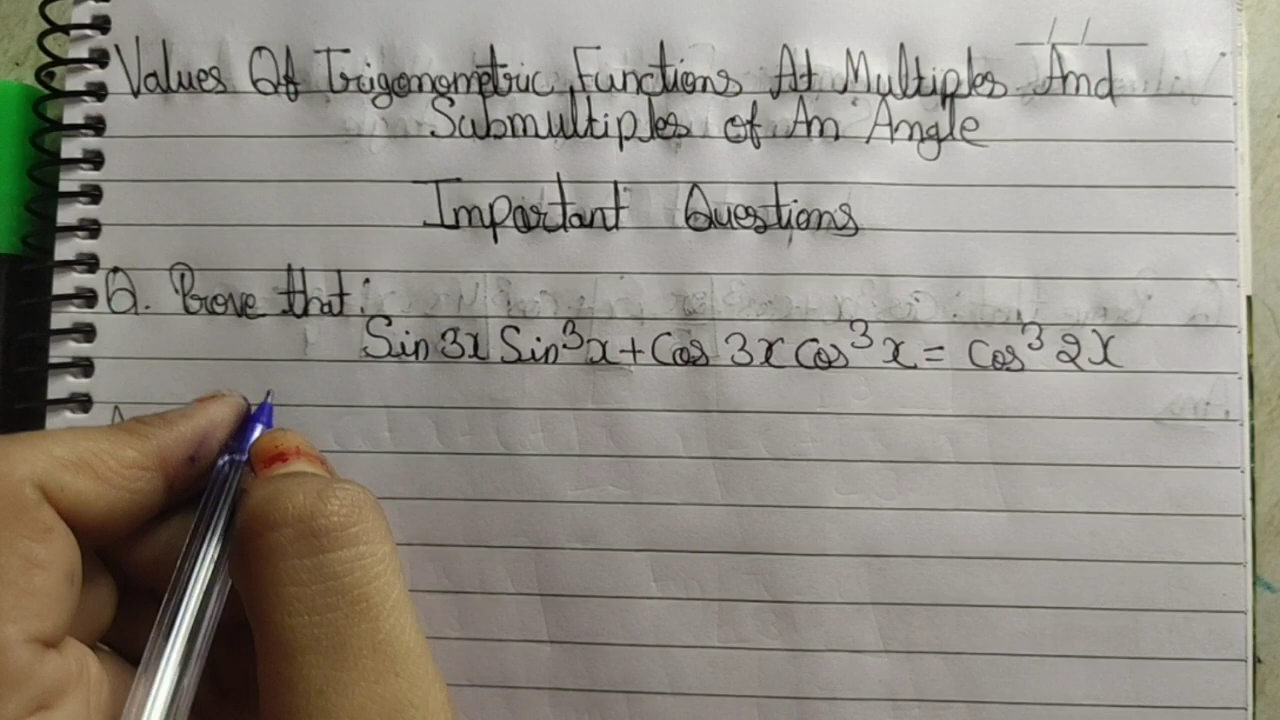 Values Of Trigonometric Functions At Multiples And
Submultiples of An Angle
Important Questions
Q. Prove that:
Sin 3x Sin³x + Cos 3x Cos³x = Cos³ 2x